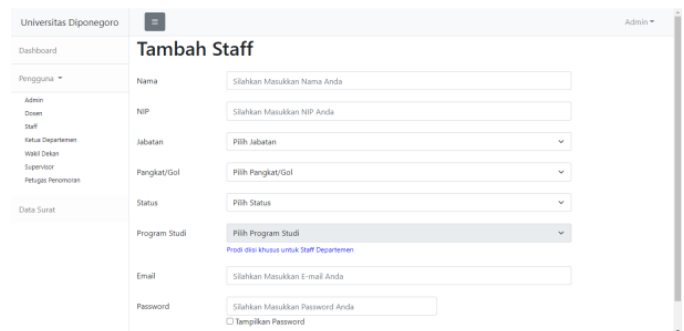 Universitas Diponegoro
Admin
Dashboard
Pengguna
Admin
Dosen
Staff
Ketua Departemen
Wakil Dekan
Supervisor
Petugas Penomoran
Data Surat
Tambah Staff
Nama
Silahkan Masukkan Nama Anda
NIP
Silahkan Masukkan NIP Anda
Jabatan
Pilih Jabatan
Pangkat/Gol
Pilih Pangkat/Gol
Status
Pilih Status
Program Studi
Pilih Program Studi
Prodi diisi khusus untuk Staff Departemen
Email
Silahkan Masukkan E-mail Anda
Password
Silahkan Masukkan Password Anda
Tampilkan Password